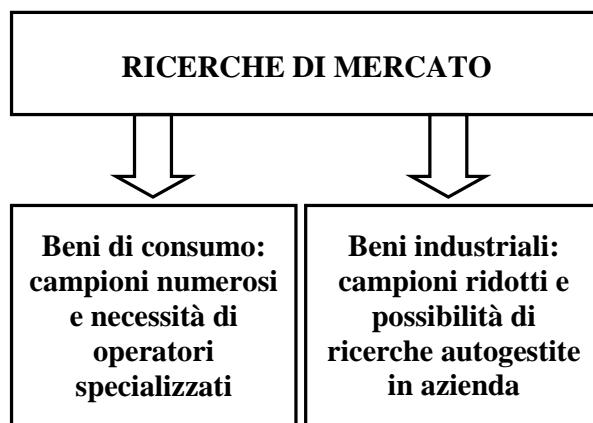 RICERCHE DI MERCATO
Beni di consumo:
campioni numerosi
e necessità di
operatori
specializzati
Beni industriali:
campioni ridotti e
possibilità di
ricerche autogestite
in azienda